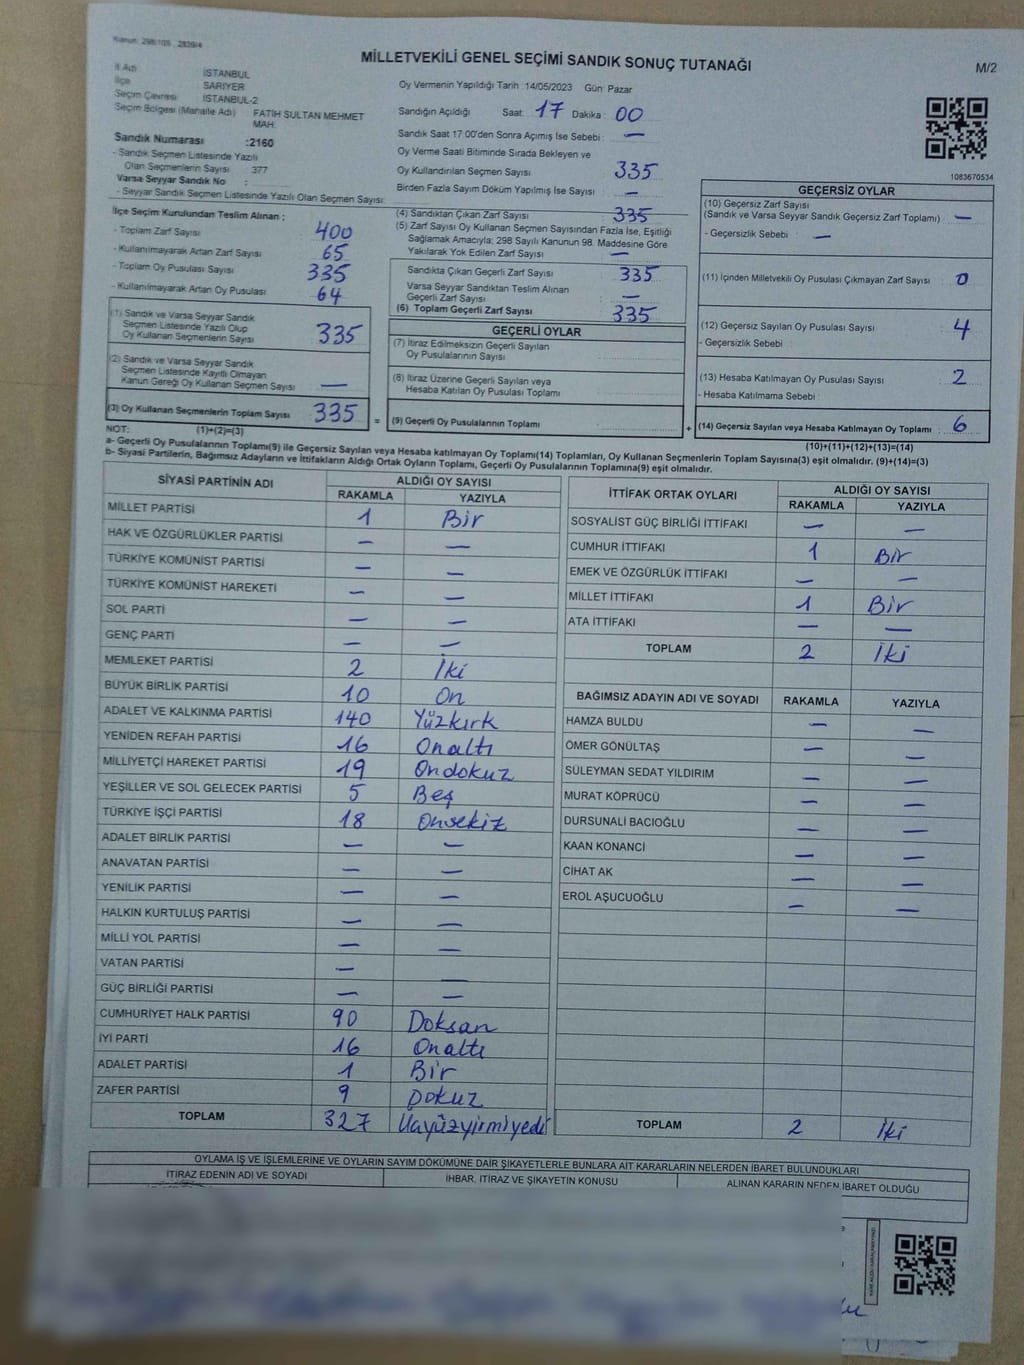 Kanun: 298/105 , 2839/4
MİLLETVEKİLİ GENEL SEÇİMİ SANDIK SONUÇ TUTANAĞI
M/2
İl Adı İSTANBUL
İlçe SARIYER
Seçim Çevresi İSTANBUL-2
Seçim Bölgesi (Mahalle Adı) FATİH SULTAN MEHMET MAH.
Sandık Numarası :2160
- Sandık Seçmen Listesinde Yazılı
Olan Seçmenlerin Sayısı 377
Varsa Seyyar Sandık No :
- Seyyar Sandık Seçmen Listesinde Yazılı Olan Seçmen Sayısı:
Oy Vermenin Yapıldığı Tarih :14/05/2023 Gün: Pazar
Sandığın Açıldığı Saat: 17 Dakika: 00
Sandık Saat 17 00'den Sonra Açımış İse Sebebi : —
Oy Verme Saati Bitiminde Sırada Bekleyen ve
Oy Kullandırılan Seçmen Sayısı : 335
Birden Fazla Sayım Döküm Yapılmış İse Sayısı : —
1083670534
İlçe Seçim Kurulundan Teslim Alınan ;
- Toplam Zarf Sayısı : 400
- Kullanılmayarak Artan Zarf Sayısı : 65
- Toplam Oy Pusulası Sayısı : 335
- Kullanılmayarak Artan Oy Pusulası : 64
(1) Sandık ve Varsa Seyyar Sandık
Seçmen Listesinde Yazılı Olup
Oy Kullanan Seçmenlerin Sayısı : 335
(2) Sandık ve Varsa Seyyar Sandık
Seçmen Listesinde Kayıtlı Olmayan
Kanun Gereği Oy Kullanan Seçmen Sayısı : —
(3) Oy Kullanan Seçmenlerin Toplam Sayısı : 335 =
(1)+(2)=(3)
(4) Sandıktan Çıkan Zarf Sayısı : 335
(5) Zarf Sayısı Oy Kullanan Seçmen Sayısından Fazla İse, Eşitliği
Sağlamak Amacıyla; 298 Sayılı Kanunun 98. Maddesine Göre
Yakılarak Yok Edilen Zarf Sayısı : —
Sandıkta Çıkan Geçerli Zarf Sayısı : 335
Varsa Seyyar Sandıktan Teslim Alınan
Geçerli Zarf Sayısı : —
(6) Toplam Geçerli Zarf Sayısı : 335
GEÇERLİ OYLAR
(7) İtiraz Edilmeksizin Geçerli Sayılan
Oy Pusulalarının Sayısı :
(8) İtiraz Üzerine Geçerli Sayılan veya
Hesaba Katılan Oy Pusulası Toplamı :
(9) Geçerli Oy Pusulalarının Toplamı : +
GEÇERSİZ OYLAR
(10) Geçersiz Zarf Sayısı
(Sandık ve Varsa Seyyar Sandık Geçersiz Zarf Toplamı) : —
- Geçersizlik Sebebi : —
(11) İçinden Milletvekili Oy Pusulası Çıkmayan Zarf Sayısı : 0
(12) Geçersiz Sayılan Oy Pusulası Sayısı : 4
- Geçersizlik Sebebi :
(13) Hesaba Katılmayan Oy Pusulası Sayısı : 2
- Hesaba Katılmama Sebebi :
(14) Geçersiz Sayılan veya Hesaba Katılmayan Oy Toplamı : 6
(10)+(11)+(12)+(13)=(14)
NOT:
a- Geçerli Oy Pusulalarının Toplamı(9) ile Geçersiz Sayılan veya Hesaba katılmayan Oy Toplamı(14) Toplamları, Oy Kullanan Seçmenlerin Toplam Sayısına(3) eşit olmalıdır. (9)+(14)=(3)
b- Siyasi Partilerin, Bağımsız Adayların ve İttifakların Aldığı Ortak Oyların Toplamı, Geçerli Oy Pusulalarının Toplamına(9) eşit olmalıdır.
SİYASİ PARTİNİN ADI ALDIĞI OY SAYISI
RAKAMLA YAZIYLA
MİLLET PARTİSİ 1 Bir
HAK VE ÖZGÜRLÜKLER PARTİSİ — —
TÜRKİYE KOMÜNİST PARTİSİ — —
TÜRKİYE KOMÜNİST HAREKETİ — —
SOL PARTİ — —
GENÇ PARTİ — —
MEMLEKET PARTİSİ 2 İki
BÜYÜK BİRLİK PARTİSİ 10 On
ADALET VE KALKINMA PARTİSİ 140 Yüzkırk
YENİDEN REFAH PARTİSİ 16 Onaltı
MİLLİYETÇİ HAREKET PARTİSİ 19 Ondokuz
YEŞİLLER VE SOL GELECEK PARTİSİ 5 Beş
TÜRKİYE İŞÇİ PARTİSİ 18 Onsekiz
ADALET BİRLİK PARTİSİ — —
ANAVATAN PARTİSİ — —
YENİLİK PARTİSİ — —
HALKIN KURTULUŞ PARTİSİ — —
MİLLİ YOL PARTİSİ — —
VATAN PARTİSİ — —
GÜÇ BİRLİĞİ PARTİSİ — —
CUMHURİYET HALK PARTİSİ 90 Doksan
İYİ PARTİ 16 Onaltı
ADALET PARTİSİ 1 Bir
ZAFER PARTİSİ 9 Dokuz
TOPLAM 327 Üçyüzyirmiyedi
İTTİFAK ORTAK OYLARI ALDIĞI OY SAYISI
RAKAMLA YAZIYLA
SOSYALİST GÜÇ BİRLİĞİ İTTİFAKI — —
CUMHUR İTTİFAKI 1 Bir
EMEK VE ÖZGÜRLÜK İTTİFAKI — —
MİLLET İTTİFAKI 1 Bir
ATA İTTİFAKI — —
TOPLAM 2 İki
BAĞIMSIZ ADAYIN ADI VE SOYADI RAKAMLA YAZIYLA
HAMZA BULDU — —
ÖMER GÖNÜLTAŞ — —
SÜLEYMAN SEDAT YILDIRIM — —
MURAT KÖPRÜCÜ — —
DURSUNALİ BACIOĞLU — —
KAAN KONANCİ — —
CİHAT AK — —
EROL AŞUCUOĞLU — —
TOPLAM 2 İki
OYLAMA İŞ VE İŞLEMLERİNE VE OYLARIN SAYIM DÖKÜMÜNE DAİR ŞİKAYETLERLE BUNLARA AİT KARARLARIN NELERDEN İBARET BULUNDUKLARI
İTİRAZ EDENİN ADI VE SOYADI İHBAR, İTİRAZ VE ŞİKAYETİN KONUSU ALINAN KARARIN NEDEN İBARET OLDUĞU